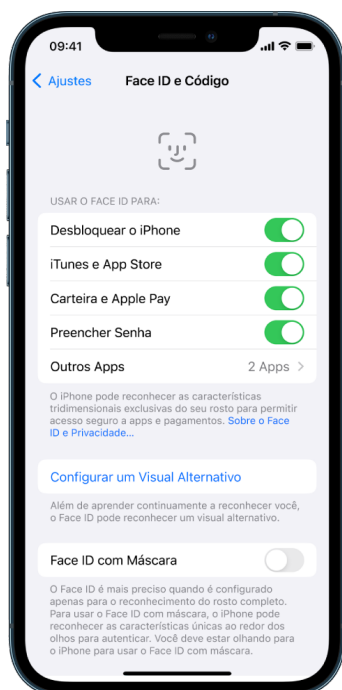 09:41
Ajustes
Face ID e Código
USAR O FACE ID PARA:
Desbloquear o iPhone
iTunes e App Store
Carteira e Apple Pay
Preencher Senha
Outros Apps 2 Apps
O iPhone pode reconhecer as características
tridimensionais exclusivas do seu rosto para permitir
acesso seguro a apps e pagamentos. Sobre o Face
ID e Privacidade...
Configurar um Visual Alternativo
Além de aprender continuamente a reconhecer você,
o Face ID pode reconhecer um visual alternativo.
Face ID com Máscara
O Face ID é mais preciso quando é configurado
apenas para o reconhecimento do rosto completo.
Para usar o Face ID com máscara, o iPhone pode
reconhecer as características únicas ao redor dos
olhos para autenticar. Você deve estar olhando para
o iPhone para usar o Face ID com máscara.